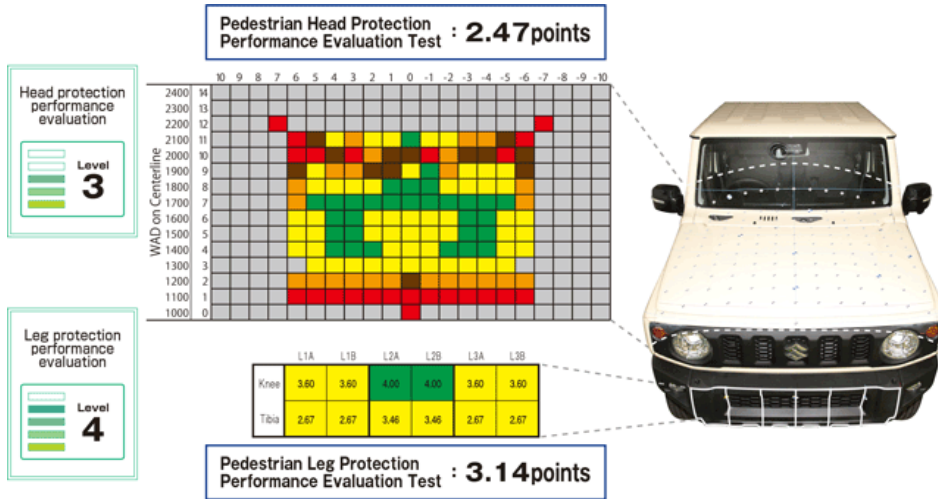 Pedestrian Head Protection
Performance Evaluation Test : 2.47points
Head protection
performance
evaluation
Level
3
10 9 8 7 6 5 4 3 2 1 0 -1 -2 -3 -4 -5 -6 -7 -8 -9 -10
WAD on Centerline
2400 14
2300 13
2200 12
2100 11
2000 10
1900 9
1800 8
1700 7
1600 6
1500 5
1400 4
1300 3
1200 2
1100 1
1000 0
Leg protection
performance
evaluation
Level
4
L1A L1B L2A L2B L3A L3B
Knee 3.60 3.60 4.00 4.00 3.60 3.60
Tibia 2.67 2.67 3.46 3.46 2.67 2.67
Pedestrian Leg Protection
Performance Evaluation Test : 3.14points